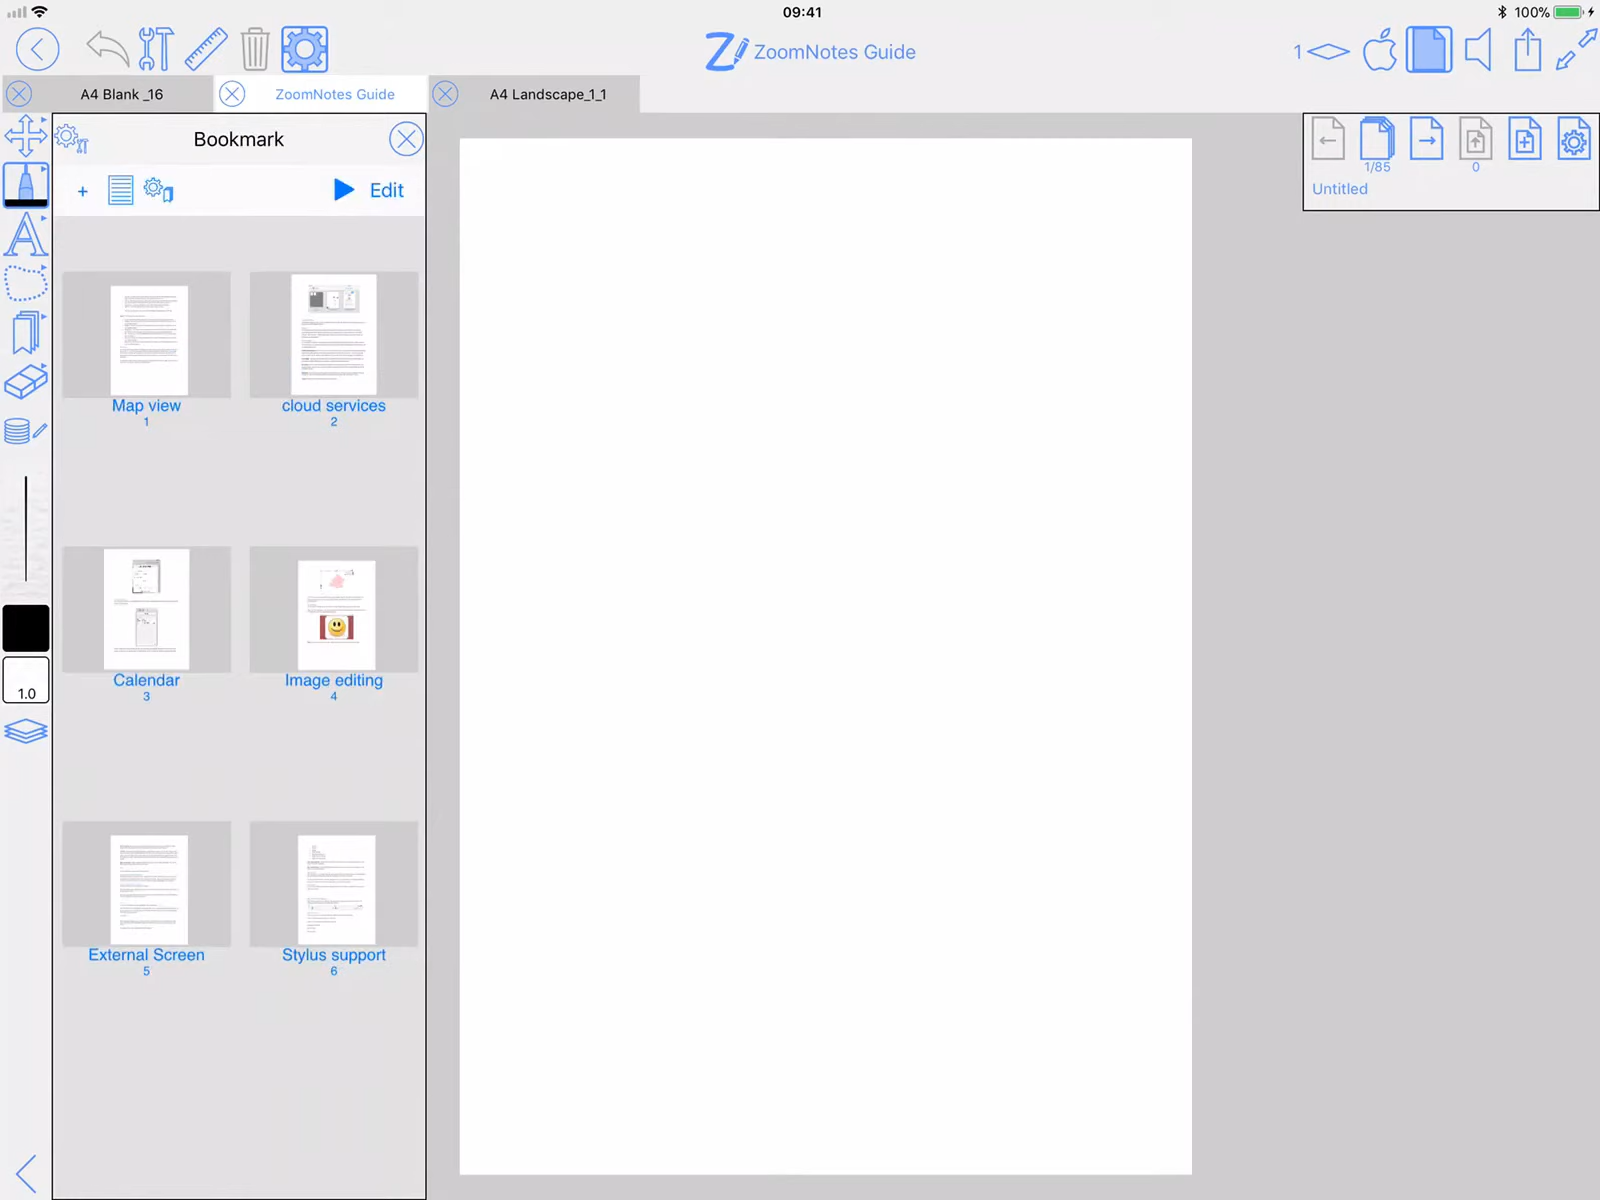 09:41
100%
ZoomNotes Guide
1
A4 Blank _16
ZoomNotes Guide
A4 Landscape_1_1
Bookmark
+
Edit
1/85
0
Untitled
Map view
1
cloud services
2
Calendar
3
Image editing
4
1.0
External Screen
5
Stylus support
6